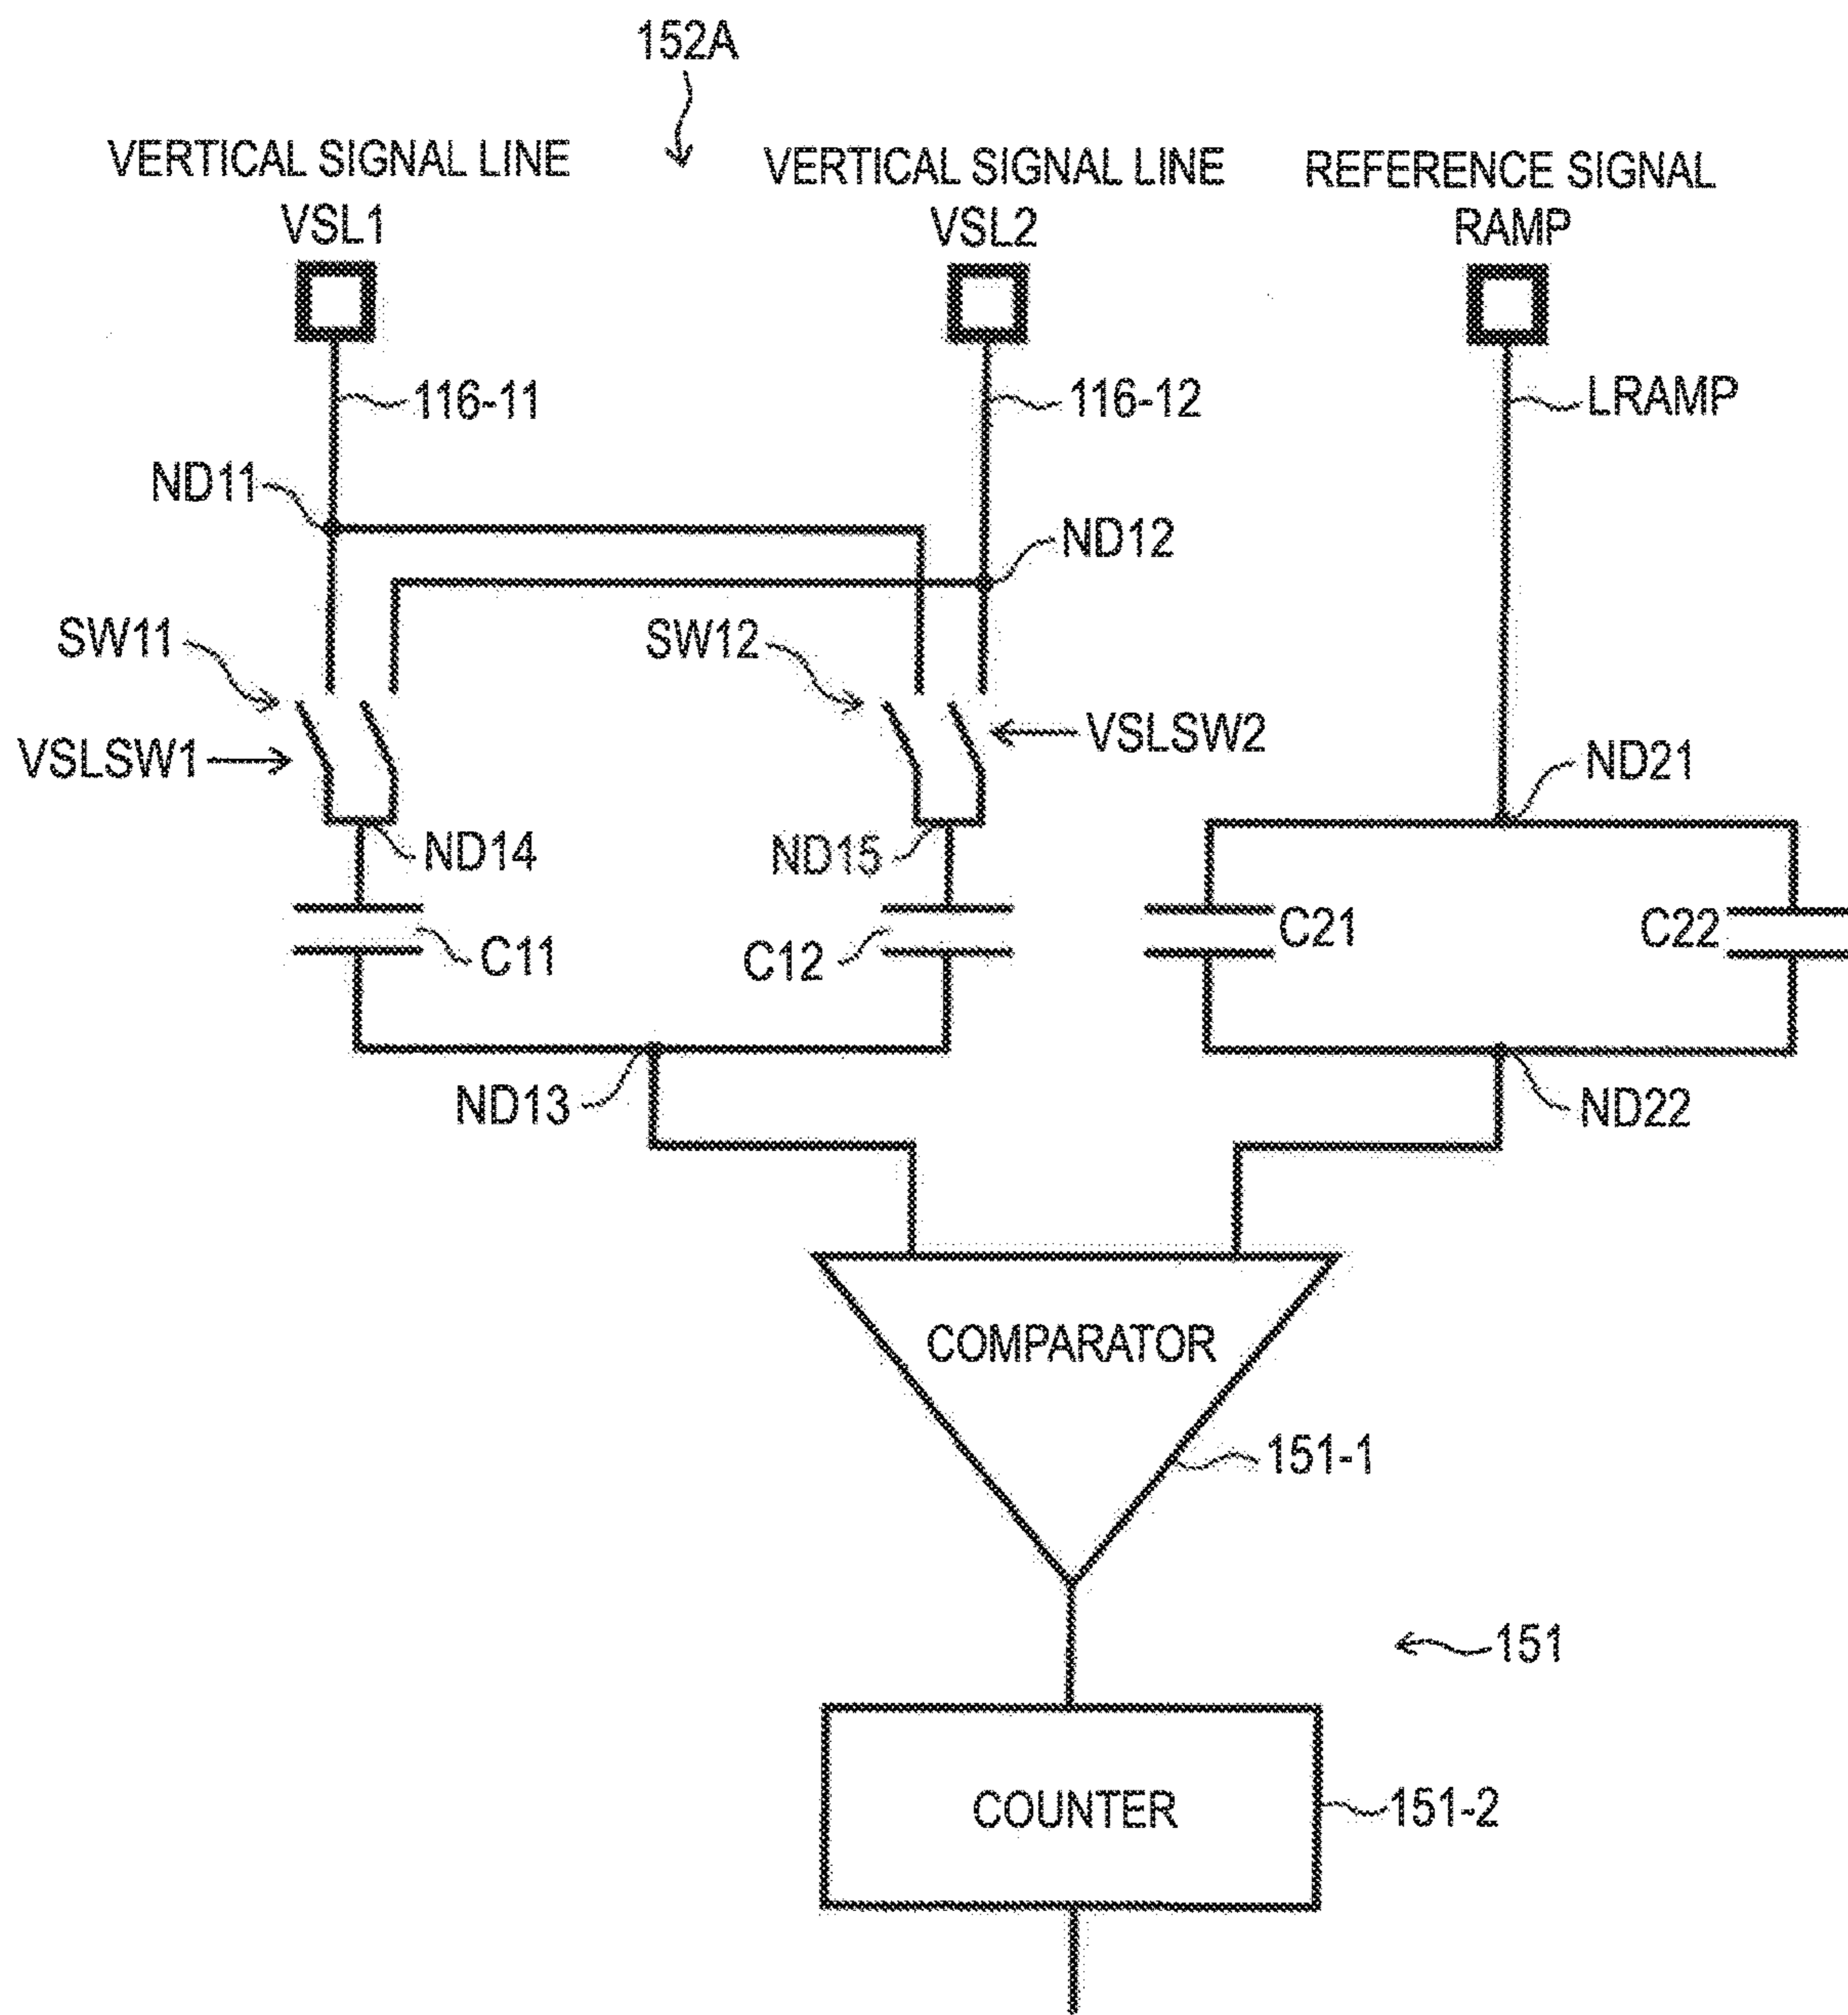 152A
VERTICAL SIGNAL LINE
VSL1
VERTICAL SIGNAL LINE
VSL2
REFERENCE SIGNAL
RAMP
116-11
116-12
LRAMP
ND11
ND12
SW11
SW12
VSLSW1
VSLSW2
ND21
ND14
ND15
C11
C12
C21
C22
ND13
ND22
COMPARATOR
151-1
151
COUNTER
151-2